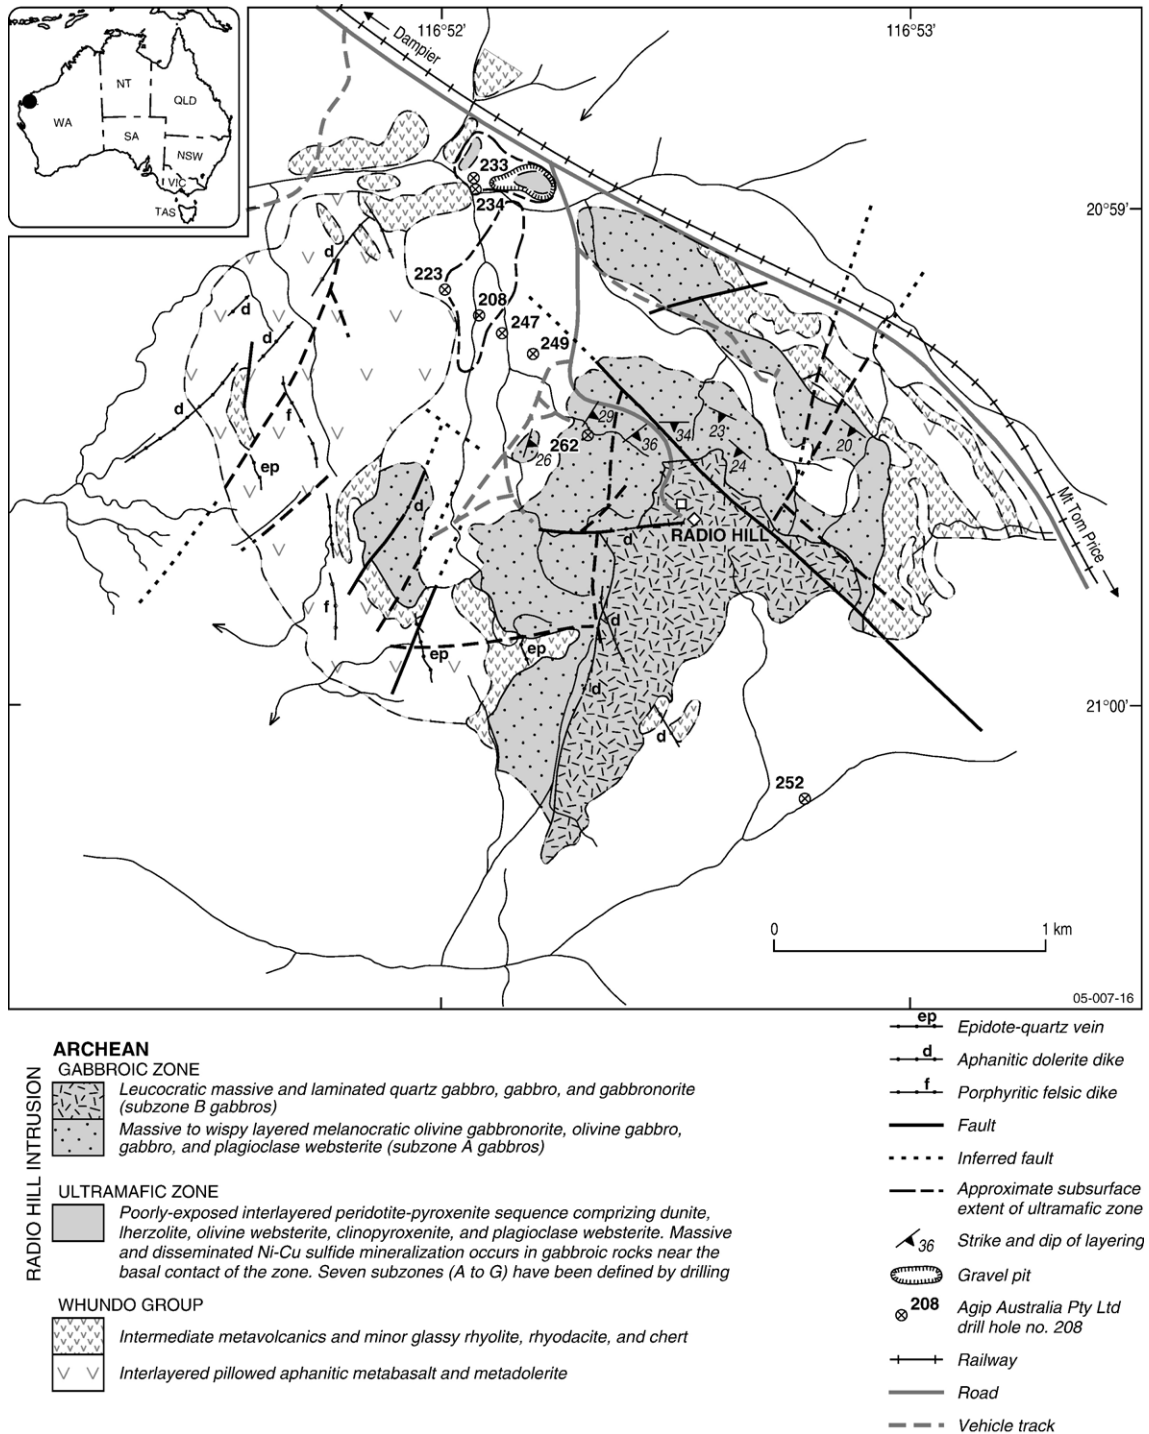 116°52'
116°53'
Dampier
NT
QLD
WA
SA
NSW
VIC
TAS
233
234
20°59'
d
223
208
d
247
d
249
d
f
29
262
36
34
23
20
26
24
ep
d
RADIO HILL
d
Mt Tom Price
f
d
ep
ep
d
21°00'
d
252
0
1 km
05-007-16
RADIO HILL INTRUSION
ARCHEAN
GABBROIC ZONE
Leucocratic massive and laminated quartz gabbro, gabbro, and gabbronorite
(subzone B gabbros)
Massive to wispy layered melanocratic olivine gabbronorite, olivine gabbro,
gabbro, and plagioclase websterite (subzone A gabbros)
ULTRAMAFIC ZONE
Poorly-exposed interlayered peridotite-pyroxenite sequence comprizing dunite,
lherzolite, olivine websterite, clinopyroxenite, and plagioclase websterite. Massive
and disseminated Ni-Cu sulfide mineralization occurs in gabbroic rocks near the
basal contact of the zone. Seven subzones (A to G) have been defined by drilling
WHUNDO GROUP
Intermediate metavolcanics and minor glassy rhyolite, rhyodacite, and chert
Interlayered pillowed aphanitic metabasalt and metadolerite
ep
Epidote-quartz vein
d
Aphanitic dolerite dike
f
Porphyritic felsic dike
Fault
Inferred fault
Approximate subsurface
extent of ultramafic zone
36
Strike and dip of layering
Gravel pit
208
Agip Australia Pty Ltd
drill hole no. 208
Railway
Road
Vehicle track